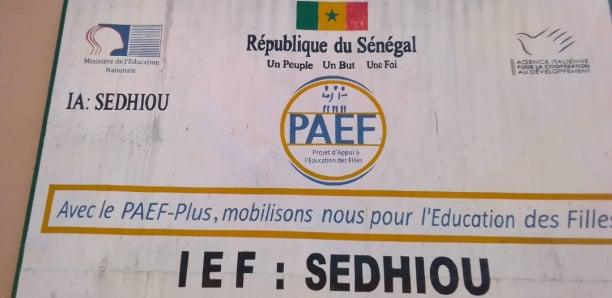 République du Sénégal
Un Peuple Un But Une Foi
Ministère de l'Education
Nationale
AGENCE ITALIENNE
POUR LA COOPERATION
AU DÉVELOPPEMENT
IA: SEDHIOU
PAEF
Projet d'Appui à
l'Education des Filles
Avec le PAEF-Plus, mobilisons nous pour l'Education des Filles
IEF : SEDHIOU